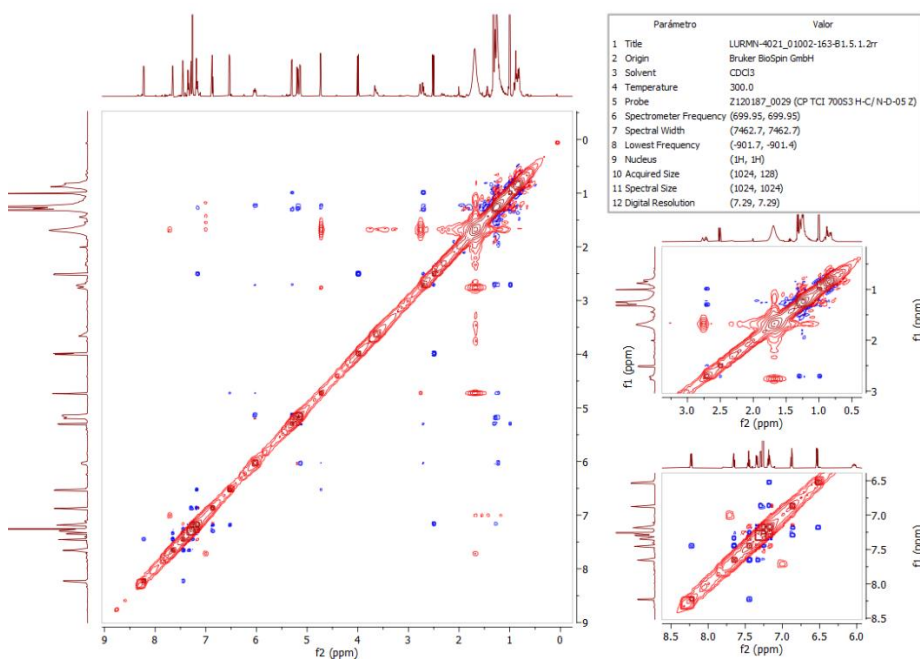 Parámetro Valor
1 Title LURMN-4021_01002-163-B1.5.1.2rr
2 Origin Bruker BioSpin GmbH
3 Solvent CDCl3
4 Temperature 300.0
5 Probe Z120187_0029 (CP TCI 700S3 H-C/ N-D-05 Z)
6 Spectrometer Frequency (699.95, 699.95)
7 Spectral Width (7462.7, 7462.7)
8 Lowest Frequency (-901.7, -901.4)
9 Nucleus (1H, 1H)
10 Acquired Size (1024, 128)
11 Spectral Size (1024, 1024)
12 Digital Resolution (7.29, 7.29)
0
1
2
3
4
5
6
7
8
9
f1 (ppm)
9 8 7 6 5 4 3 2 1 0
f2 (ppm)
1
2
3
f1 (ppm)
3.0 2.5 2.0 1.5 1.0 0.5
f2 (ppm)
6.5
7.0
7.5
8.0
8.5
f1 (ppm)
8.5 8.0 7.5 7.0 6.5 6.0
f2 (ppm)